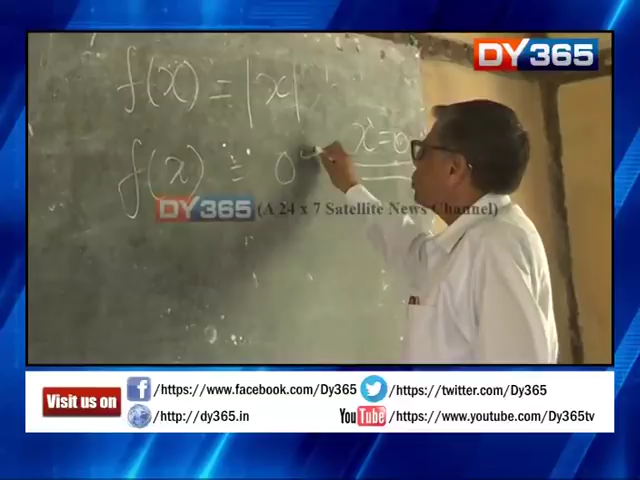 DY365
f(x) = |x|
x² = 0
f(x) = 0
DY365 (A 24 x 7 Satellite News Channel)
Visit us on
/https://www.facebook.com/Dy365
/https://twitter.com/Dy365
/http://dy365.in
YouTube /https://www.youtube.com/Dy365tv